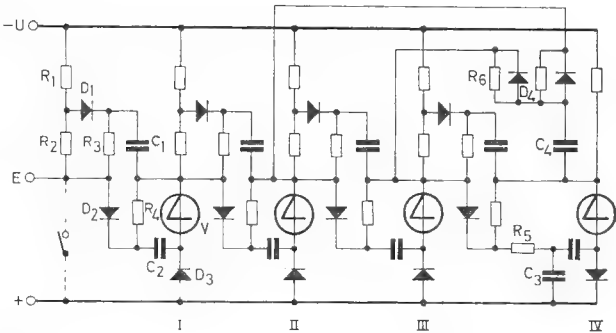 -U
R1
D1
R6
D4
R2
R3
C1
C4
E
D2
R4
V
R5
C2
D3
C3
+
I
II
III
IV